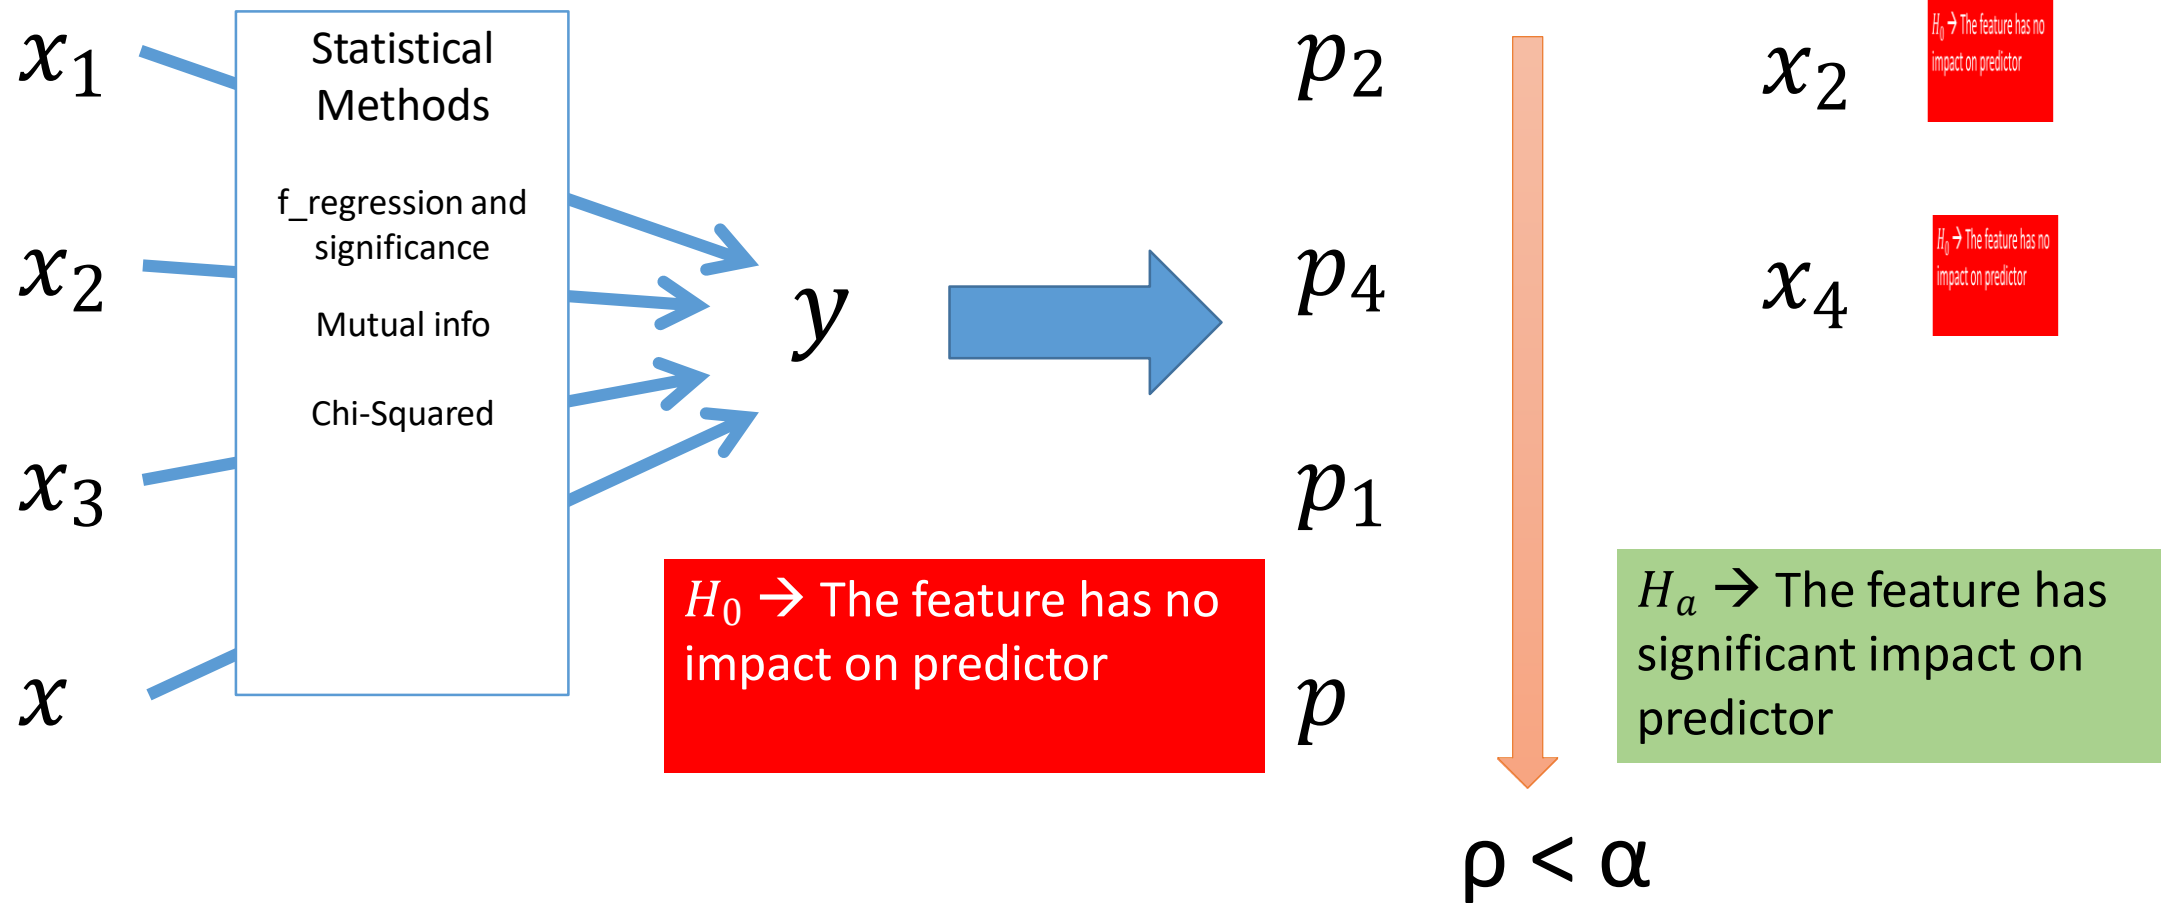 x₁
x₂
x₃
x
Statistical
Methods
f_regression and
significance
Mutual info
Chi-Squared
y
H₀ → The feature has no
impact on predictor
p₂
p₄
p₁
p
ρ < α
x₂
H₀ → The feature has no
impact on predictor
x₄
H₀ → The feature has no
impact on predictor
Hₐ → The feature has
significant impact on
predictor